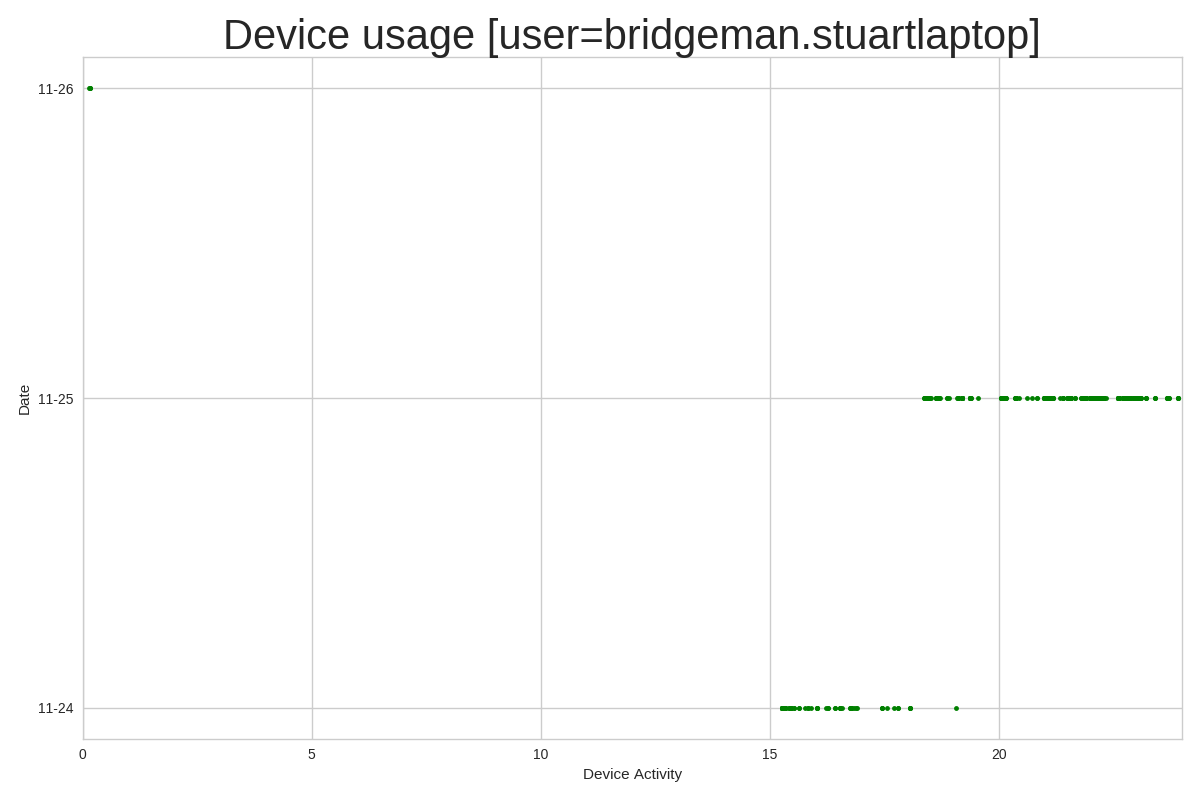 Device usage [user=bridgeman.stuartlaptop]
11-26
11-25
11-24
Date
0 5 10 15 20
Device Activity